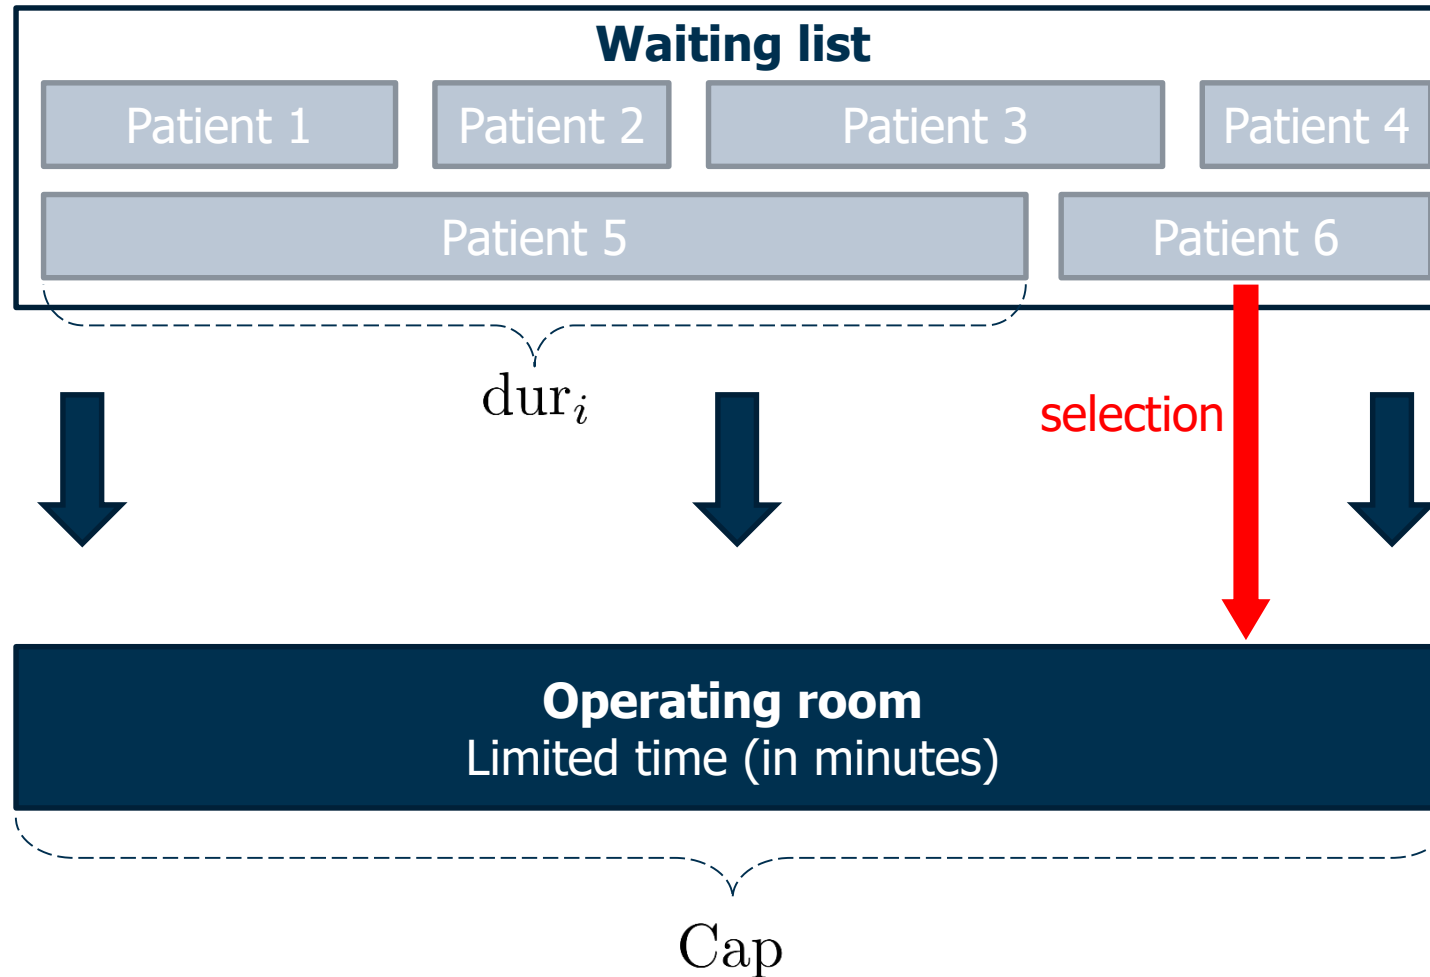 Waiting list
Patient 1 Patient 2 Patient 3 Patient 4
Patient 5 Patient 6
dur_i
selection
Operating room
Limited time (in minutes)
Cap